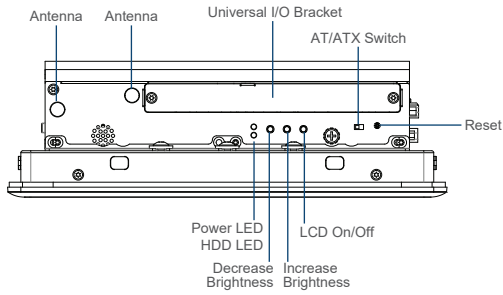 Antenna
Antenna
Universal I/O Bracket
AT/ATX Switch
Reset
Power LED
HDD LED
LCD On/Off
Decrease
Brightness
Increase
Brightness